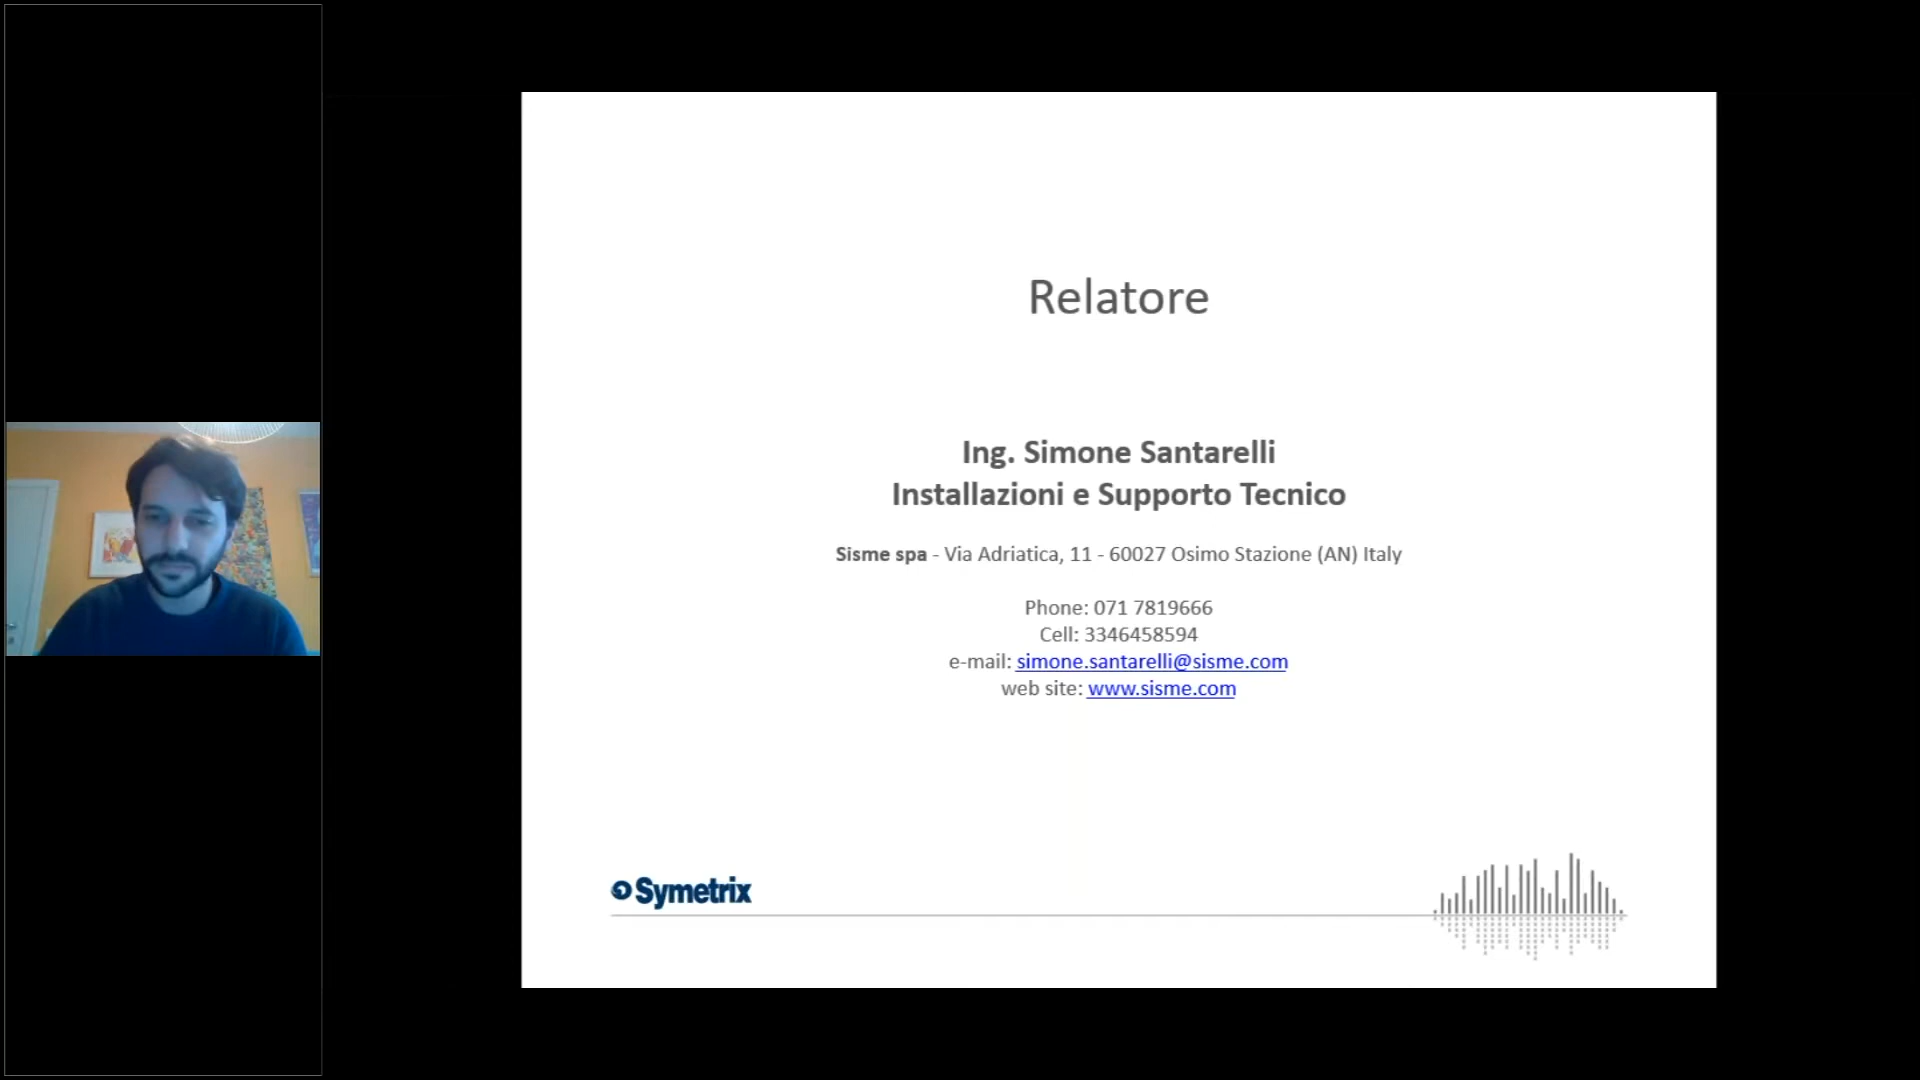 Relatore
Ing. Simone Santarelli
Installazioni e Supporto Tecnico
Sisme spa - Via Adriatica, 11 - 60027 Osimo Stazione (AN) Italy
Phone: 071 7819666
Cell: 3346458594
e-mail: simone.santarelli@sisme.com
web site: www.sisme.com
Symetrix